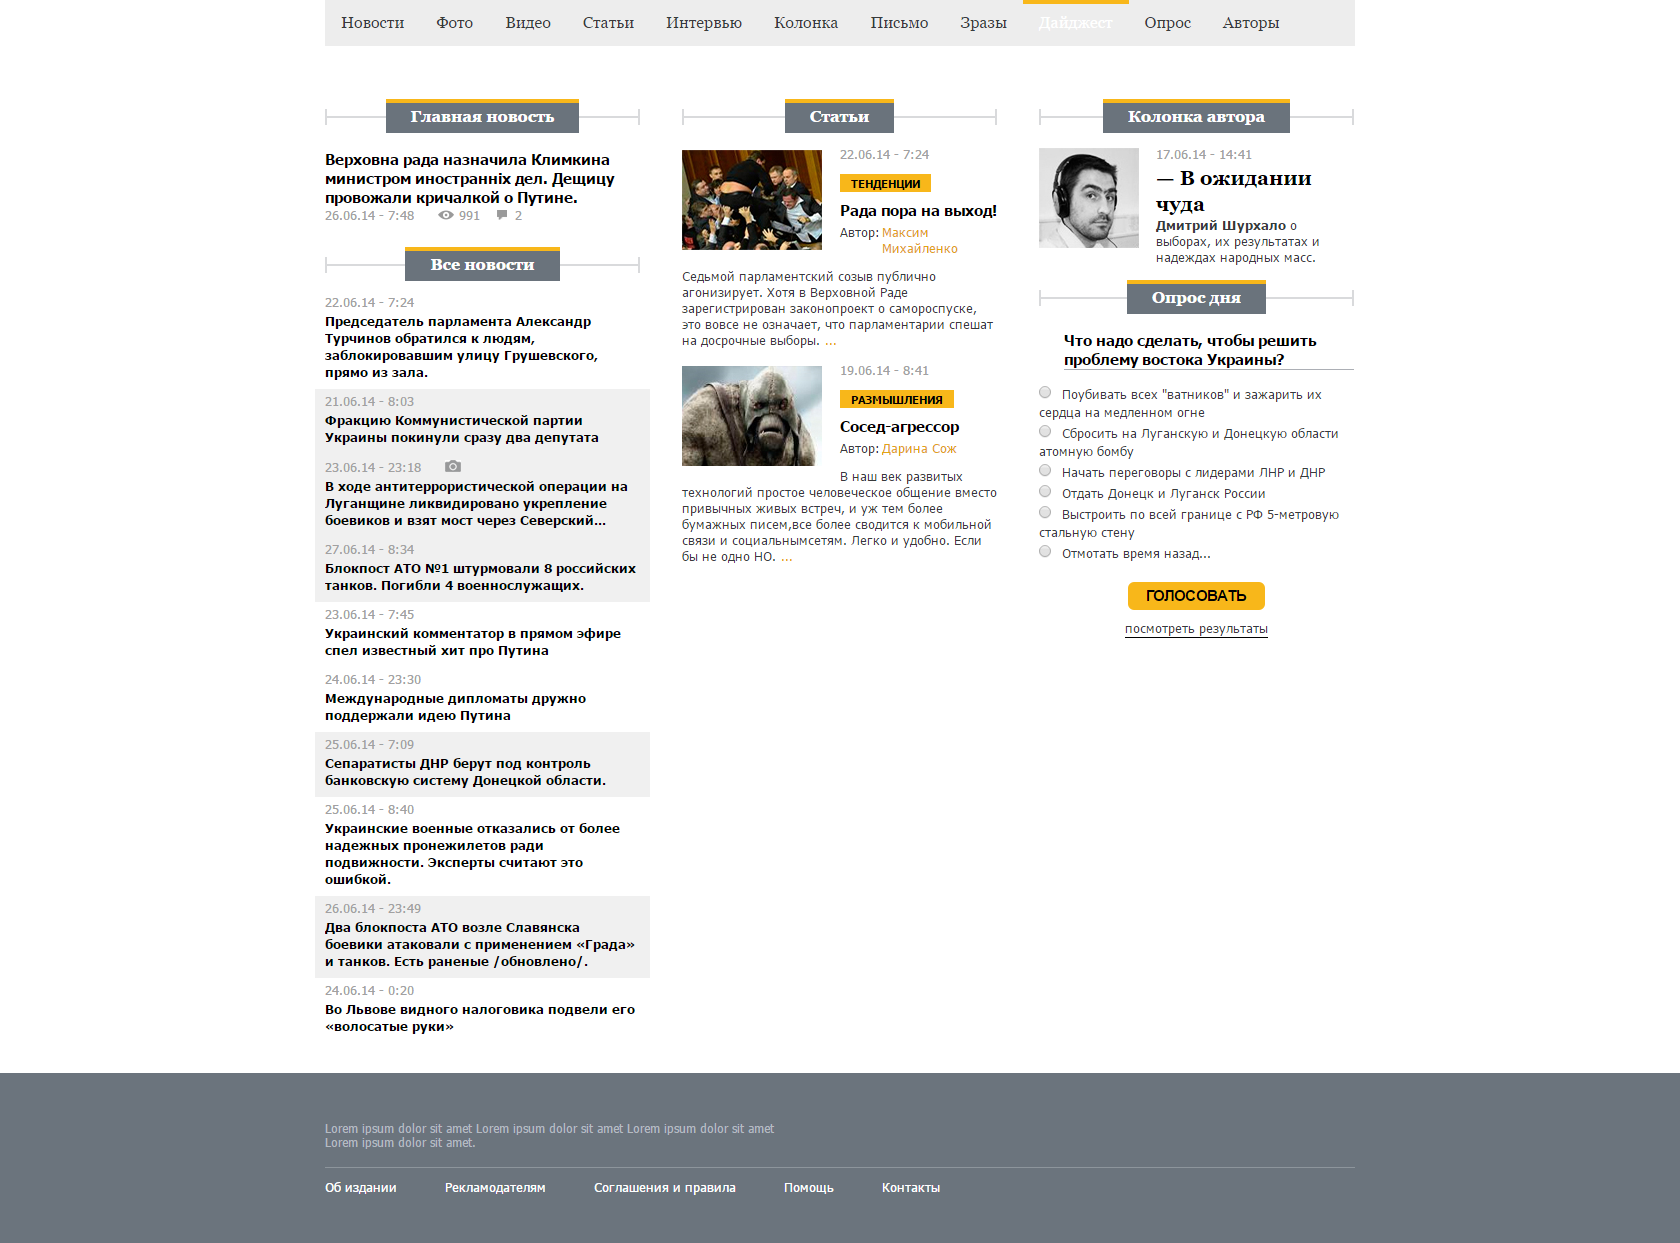 Новости Фото Видео Статьи Интервью Колонка Письмо Зразы Дайджест Опрос Авторы
Главная новость
Верховна рада назначила Климкина
министром иностранніх дел. Дещицу
провожали кричалкой о Путине.
26.06.14 - 7:48 991 2
Все новости
22.06.14 - 7:24
Председатель парламента Александр
Турчинов обратился к людям,
заблокировавшим улицу Грушевского,
прямо из зала.
21.06.14 - 8:03
Фракцию Коммунистической партии
Украины покинули сразу два депутата
23.06.14 - 23:18
В ходе антитеррористической операции на
Луганщине ликвидировано укрепление
боевиков и взят мост через Северский...
27.06.14 - 8:34
Блокпост АТО №1 штурмовали 8 российских
танков. Погибли 4 военнослужащих.
23.06.14 - 7:45
Украинский комментатор в прямом эфире
спел известный хит про Путина
24.06.14 - 23:30
Международные дипломаты дружно
поддержали идею Путина
25.06.14 - 7:09
Сепаратисты ДНР берут под контроль
банковскую систему Донецкой области.
25.06.14 - 8:40
Украинские военные отказались от более
надежных пронежилетов ради
подвижности. Эксперты считают это
ошибкой.
26.06.14 - 23:49
Два блокпоста АТО возле Славянска
боевики атаковали с применением «Града»
и танков. Есть раненые /обновлено/.
24.06.14 - 0:20
Во Львове видного налоговика подвели его
«волосатые руки»
Статьи
22.06.14 - 7:24
ТЕНДЕНЦИИ
Рада пора на выход!
Автор: Максим
Михайленко
Седьмой парламентский созыв публично
агонизирует. Хотя в Верховной Раде
зарегистрирован законопроект о самороспуске,
это вовсе не означает, что парламентарии спешат
на досрочные выборы. ...
19.06.14 - 8:41
РАЗМЫШЛЕНИЯ
Сосед-агрессор
Автор: Дарина Сож
В наш век развитых
технологий простое человеческое общение вместо
привычных живых встреч, и уж тем более
бумажных писем,все более сводится к мобильной
связи и социальнымсетям. Легко и удобно. Если
бы не одно НО. ...
Колонка автора
17.06.14 - 14:41
— В ожидании
чуда
Дмитрий Шурхало о
выборах, их результатах и
надеждах народных масс.
Опрос дня
Что надо сделать, чтобы решить
проблему востока Украины?
Поубивать всех "ватников" и зажарить их
сердца на медленном огне
Сбросить на Луганскую и Донецкую области
атомную бомбу
Начать переговоры с лидерами ЛНР и ДНР
Отдать Донецк и Луганск России
Выстроить по всей границе с РФ 5-метровую
стальную стену
Отмотать время назад...
ГОЛОСОВАТЬ
посмотреть результаты
Lorem ipsum dolor sit amet Lorem ipsum dolor sit amet Lorem ipsum dolor sit amet
Lorem ipsum dolor sit amet.
Об издании Рекламодателям Соглашения и правила Помощь Контакты